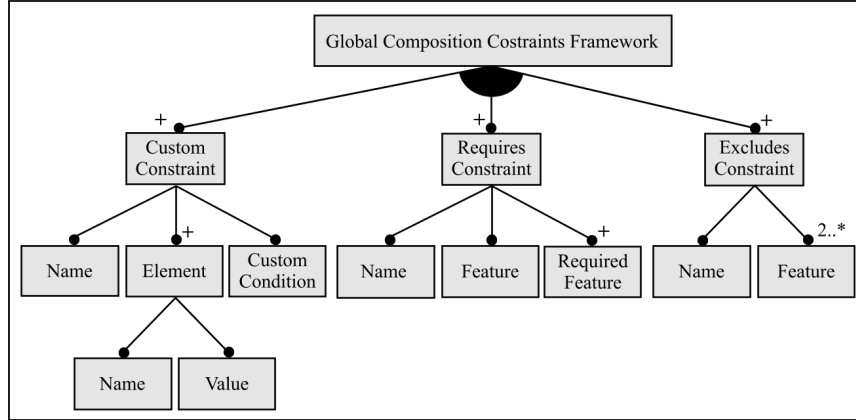 Global Composition Costraints Framework
+
+
+
Custom
Constraint
Requires
Constraint
Excludes
Constraint
+
+
2..*
Name
Element
Custom
Condition
Name
Feature
Required
Feature
Name
Feature
Name
Value